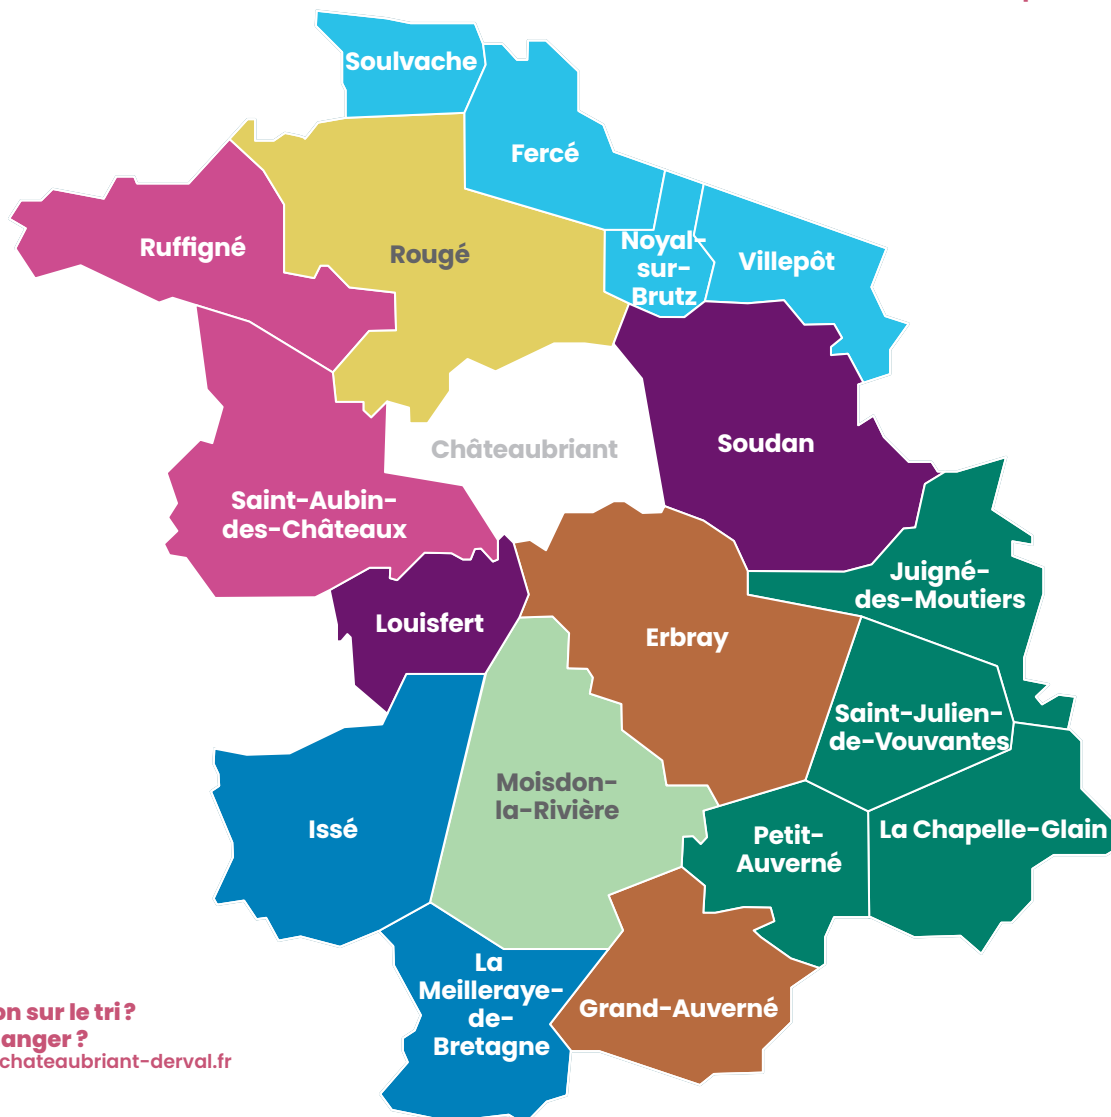 Soulvache
Fercé
Ruffigné
Rougé
Noyal-
sur-
Brutz
Villepôt
Châteaubriant
Soudan
Saint-Aubin-
des-Châteaux
Juigné-
des-Moutiers
Louisfert
Erbray
Saint-Julien-
de-Vouvantes
Moisdon-
la-Rivière
Issé
Petit-
Auverné
La Chapelle-Glain
La
Meilleraye-
de-
Bretagne
Grand-Auverné
on sur le tri ?
anger ?
chateaubriant-derval.fr